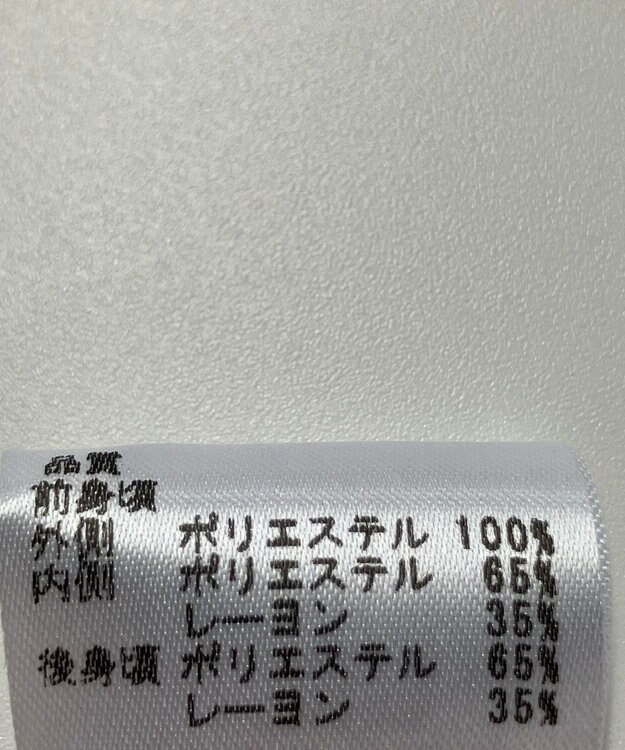 品質
前身頃
外側 ポリエステル 100%
内側 ポリエステル 65%
レーヨン 35%
後身頃 ポリエステル 65%
レーヨン 35%